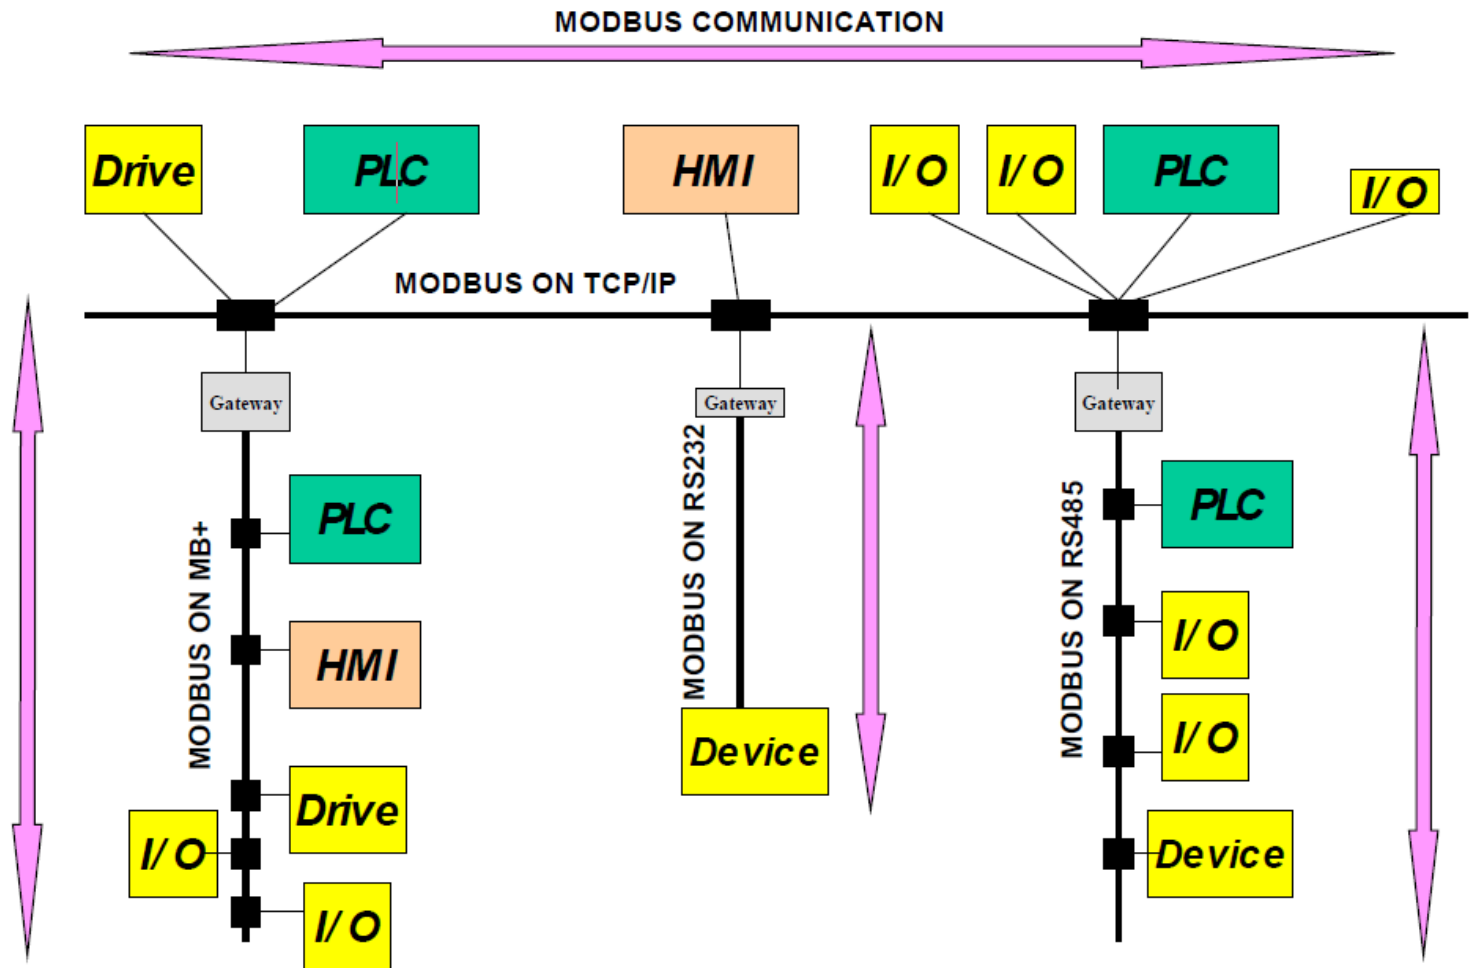 MODBUS COMMUNICATION
Drive
PLC
HMI
I/O
I/O
PLC
I/O
MODBUS ON TCP/IP
Gateway
Gateway
Gateway
MODBUS ON MB+
PLC
HMI
Drive
I/O
I/O
MODBUS ON RS232
Device
MODBUS ON RS485
PLC
I/O
I/O
Device